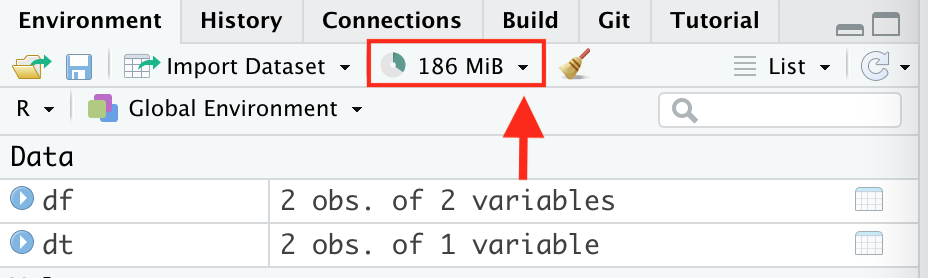 Environment History Connections Build Git Tutorial
Import Dataset 186 MiB List
R Global Environment
Data
df 2 obs. of 2 variables
dt 2 obs. of 1 variable